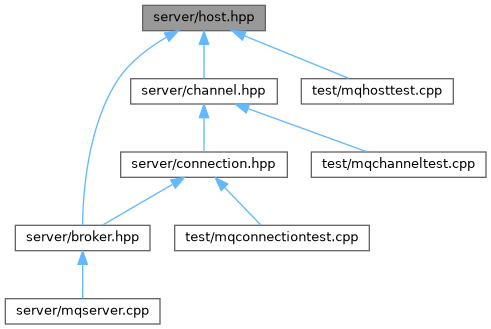 server/host.hpp
server/channel.hpp
test/mqhosttest.cpp
server/connection.hpp
test/mqchanneltest.cpp
server/broker.hpp
test/mqconnectiontest.cpp
server/mqserver.cpp